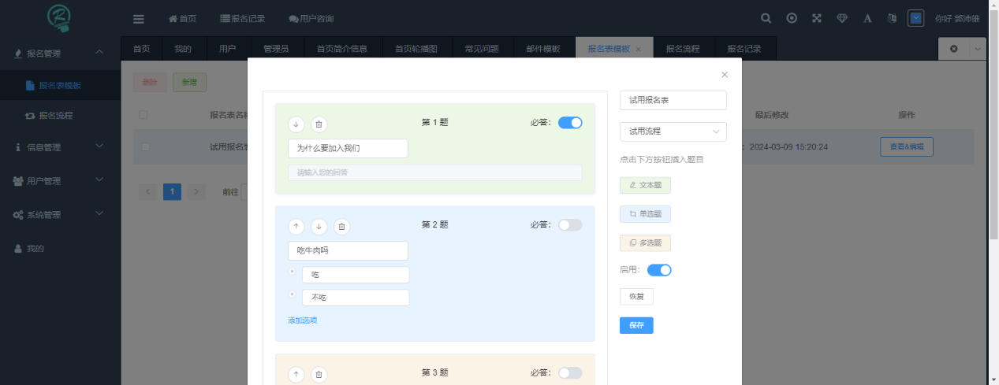 首页 报名记录 用户咨询 你好 郭沛雄
报名管理
报名表模板
报名流程
信息管理
用户管理
系统管理
我的
首页 我的 用户 管理员 首页简介信息 首页轮播图 常见问题 邮件模板 报名表模板 报名流程 报名记录
删除 新增
报名表名 最后修改 操作
试用报名 2024-03-09 15:20:24 查看&编辑
1 前往
第 1 题 必答:
为什么要加入我们
请输入您的回答
第 2 题 必答:
吃牛肉吗
吃
不吃
添加选项
第 3 题 必答:
试用报名表
试用流程
点击下方按钮插入题目
文本题
单选题
多选题
启用:
恢复
保存